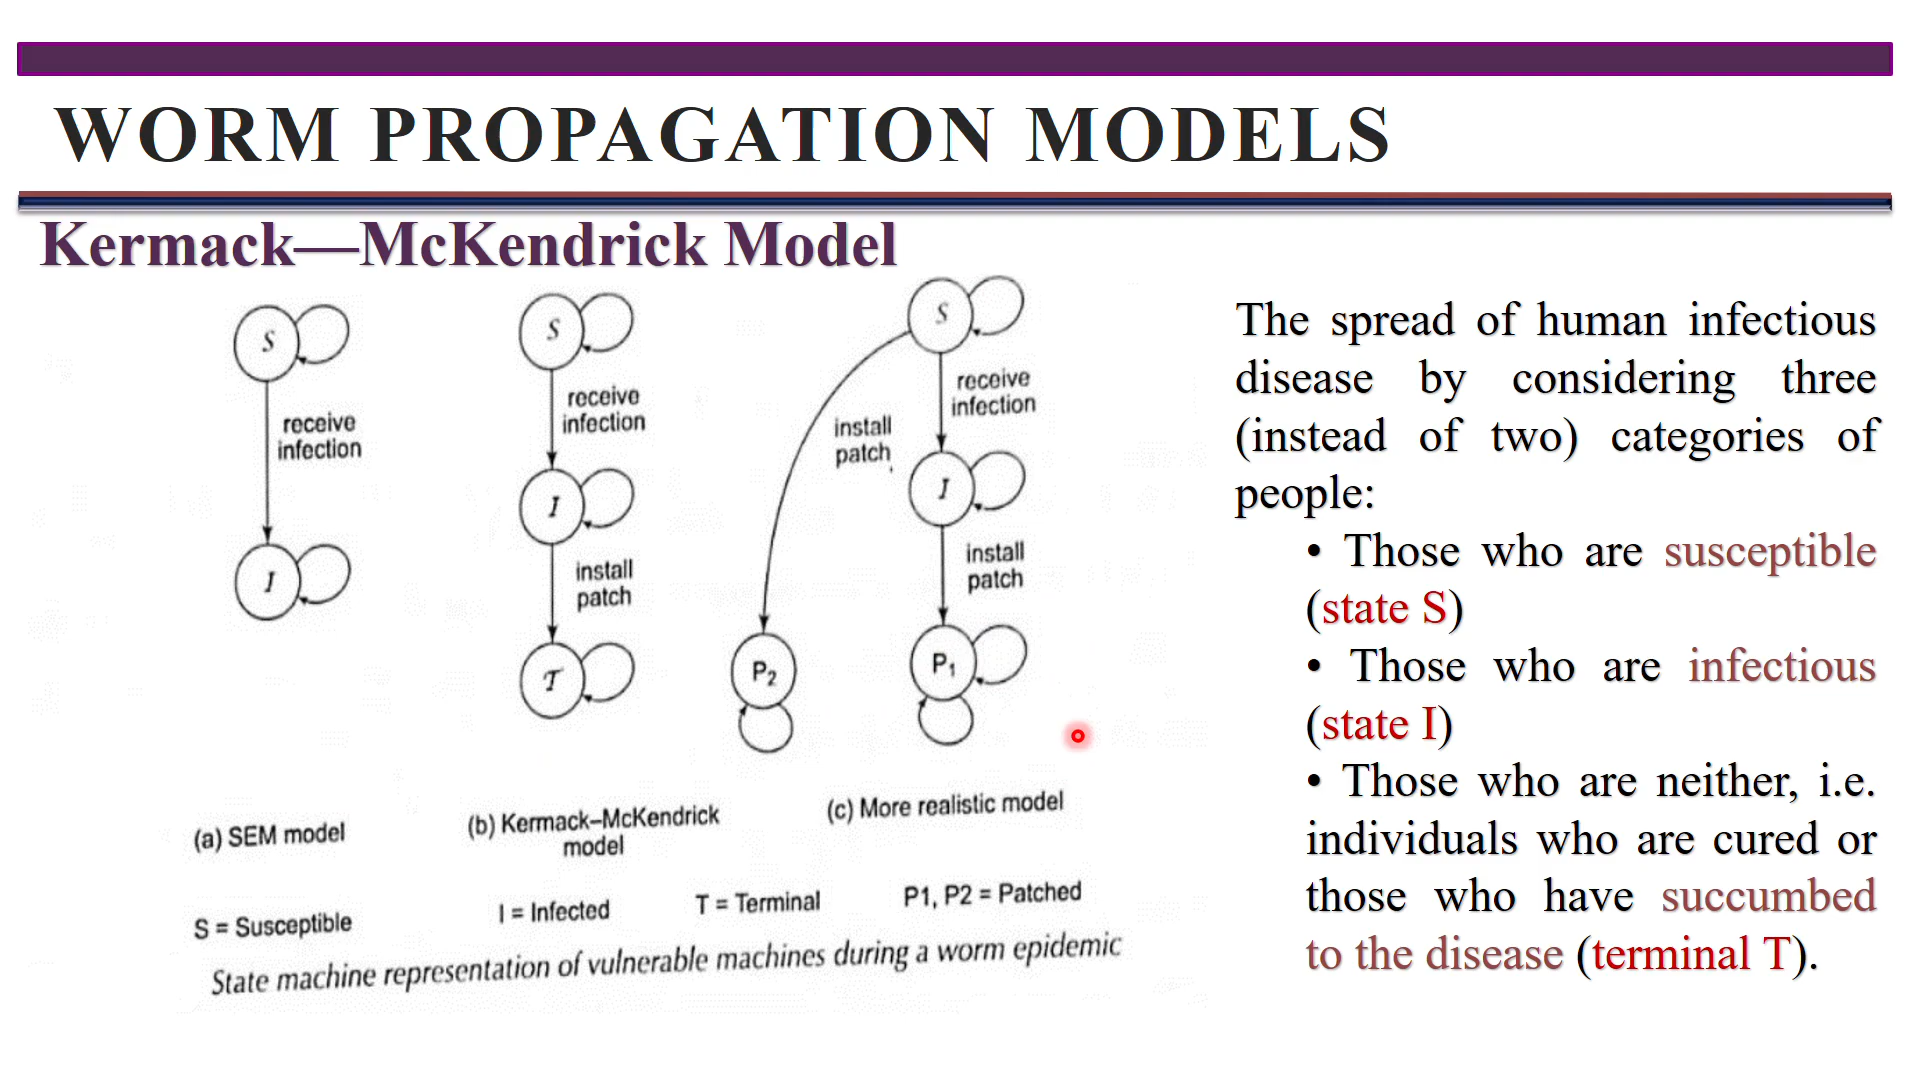 WORM PROPAGATION MODELS
Kermack—McKendrick Model
S
receive
infection
I
S
receive
infection
I
install
patch
T
S
receive
infection
install
patch
I
install
patch
P2
P1
(a) SEM model
(b) Kermack–McKendrick
model
(c) More realistic model
S = Susceptible
I = Infected
T = Terminal
P1, P2 = Patched
State machine representation of vulnerable machines during a worm epidemic
The spread of human infectious
disease by considering three
(instead of two) categories of
people:
• Those who are susceptible
(state S)
• Those who are infectious
(state I)
• Those who are neither, i.e.
individuals who are cured or
those who have succumbed
to the disease (terminal T).